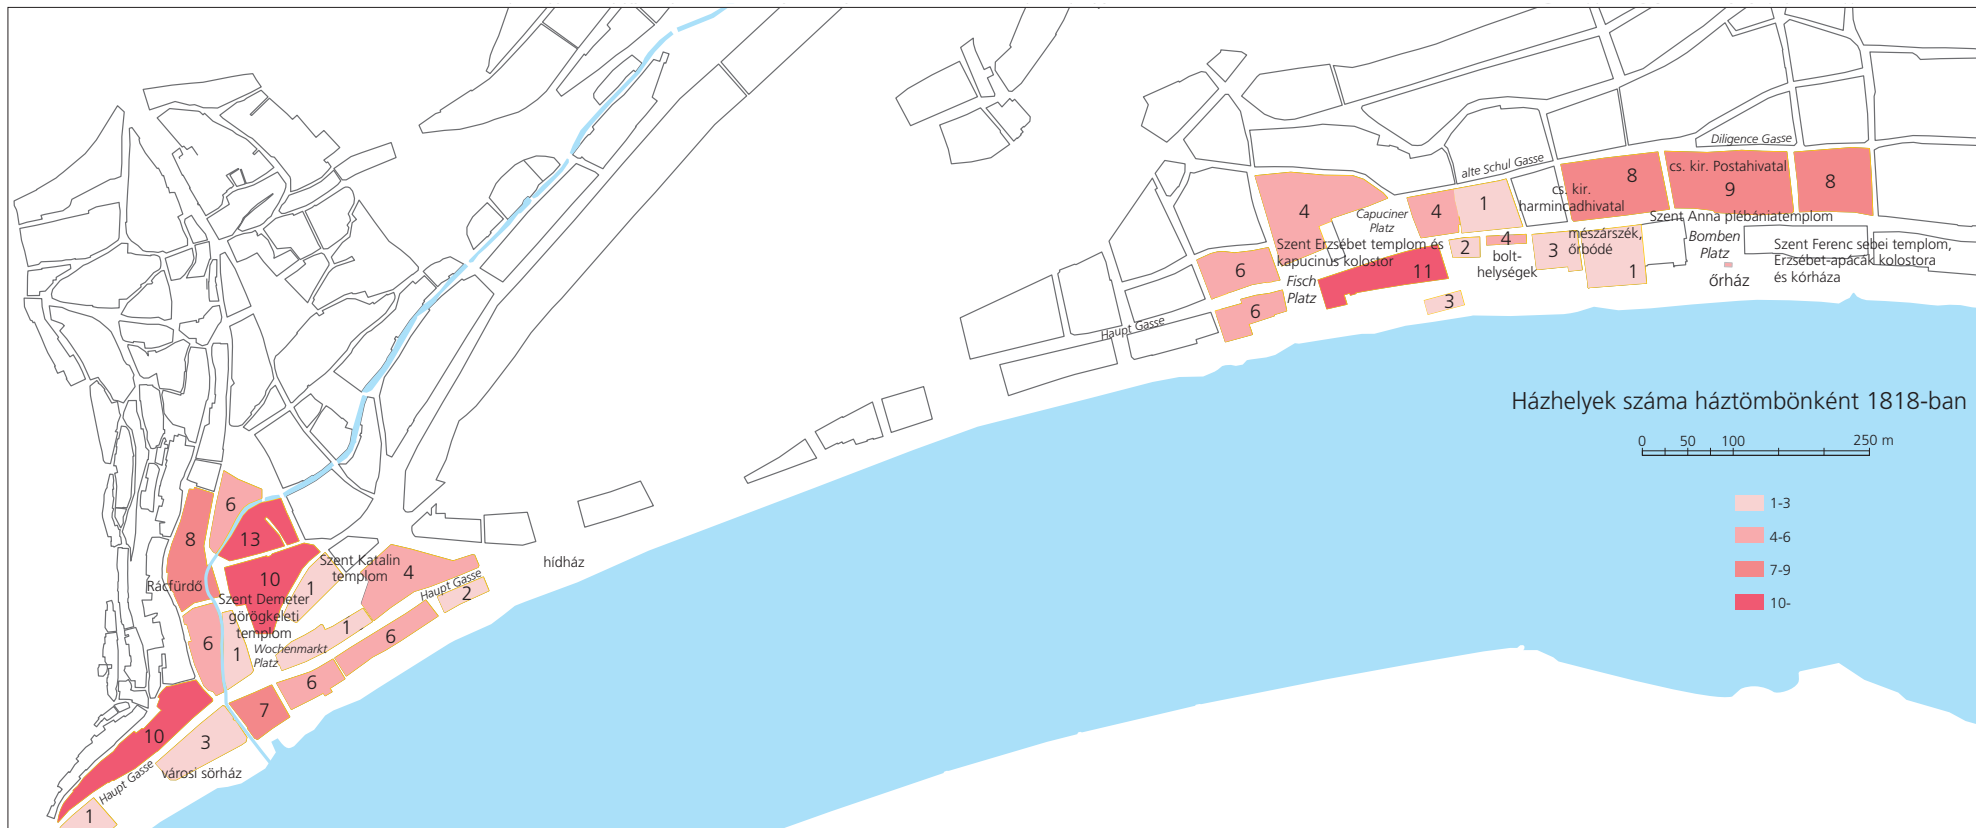 Diligence Gasse
alte Schul Gasse
cs. kir. Postahivatal
8
9
8
cs. kir.
harmincadhivatal
Szent Anna plébániatemplom
4
4
1
Capuciner
Platz
Szent Erzsébet templom és
kapucinus kolostor
2
4
bolt-
helységek
3
mészárszék,
őrbódé
1
Bomben
Platz
őrház
Szent Ferenc sebei templom,
Erzsébet-apácák kolostora
és kórháza
6
Fisch
Platz
11
3
6
Haupt Gasse
Házhelyek száma háztömbönként 1818-ban
0 50 100 250 m
1-3
4-6
7-9
10-
6
8
13
10
1
Szent Katalin
templom
4
hídház
Rácfürdő
Szent Demeter
görögkeleti
templom
Haupt Gasse
2
6
1
Wochenmarkt
Platz
1
6
6
7
10
3
Haupt Gasse
városi sörház
1